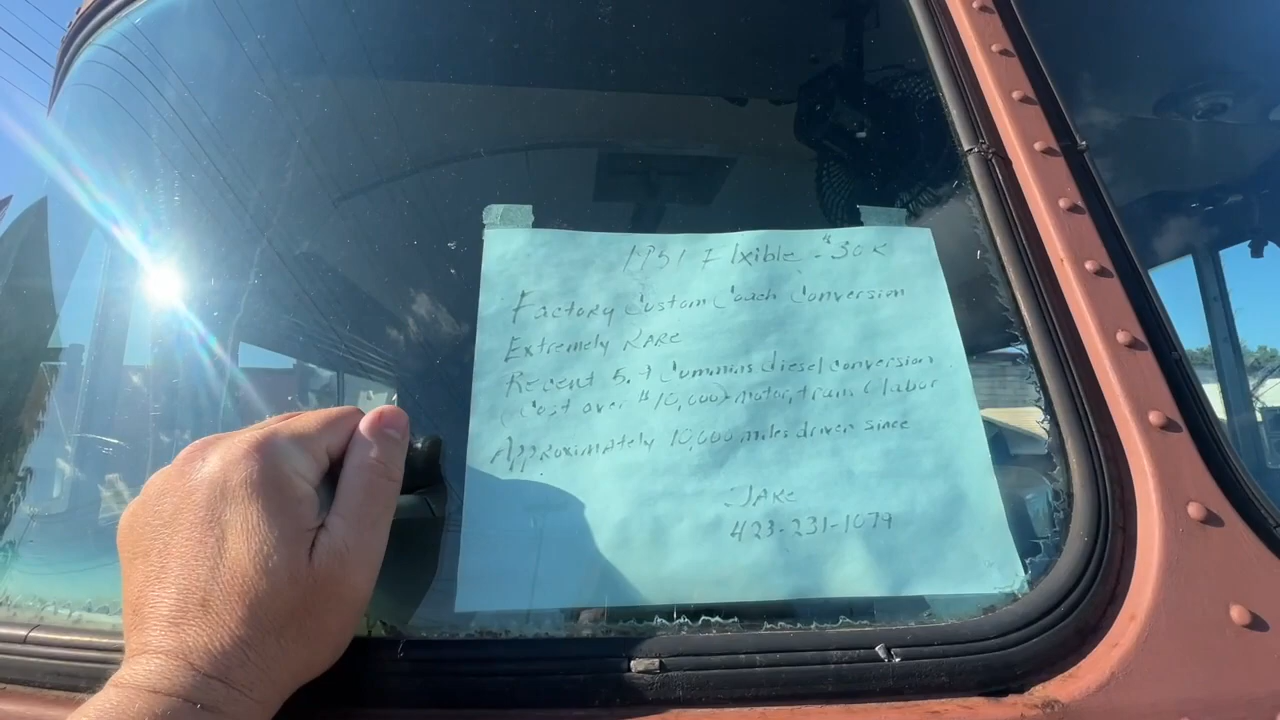 1951 Flxible - $30K
Factory Custom Coach Conversion
Extremely RARe
Recent 5.9 Cummins diesel conversion
(Cost over $10,000)-motor, tran & labor
Approximately 10,000 miles driven since
JAKe
423-231-1079